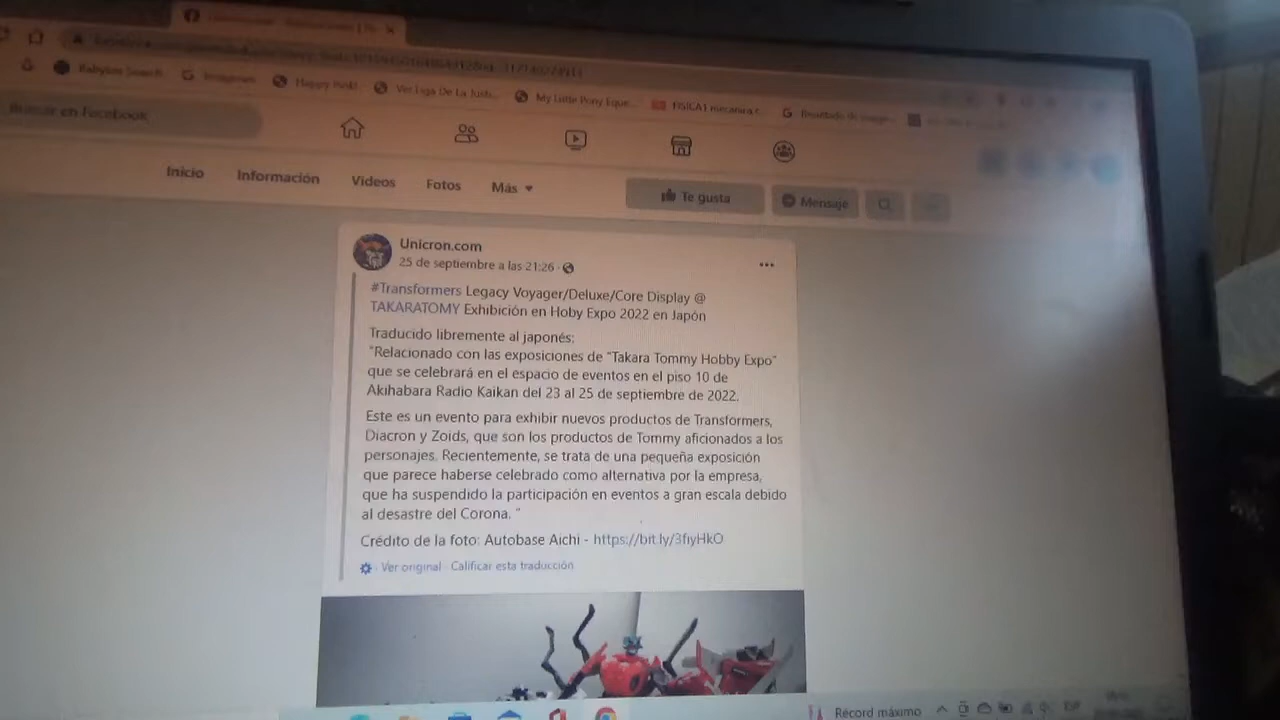 Babylon Search
Imágenes
Happy Holid...
Ver Liga De La Justi...
My Little Pony Eque...
FISICA I mecanica c...
Resultado de image...
Buscar en Facebook
Inicio
Información
Videos
Fotos
Más
Te gusta
Mensaje
Unicron.com
25 de septiembre a las 21:26 ·
#Transformers Legacy Voyager/Deluxe/Core Display @
TAKARATOMY Exhibición en Hoby Expo 2022 en Japón
Traducido libremente al japonés:
"Relacionado con las exposiciones de "Takara Tommy Hobby Expo"
que se celebrará en el espacio de eventos en el piso 10 de
Akihabara Radio Kaikan del 23 al 25 de septiembre de 2022.
Este es un evento para exhibir nuevos productos de Transformers,
Diacron y Zoids, que son los productos de Tommy aficionados a los
personajes. Recientemente, se trata de una pequeña exposición
que parece haberse celebrado como alternativa por la empresa,
que ha suspendido la participación en eventos a gran escala debido
al desastre del Corona. "
Crédito de la foto: Autobase Aichi - https://bit.ly/3fiyHkO
· Ver original · Calificar esta traducción
Récord máximo
ESP